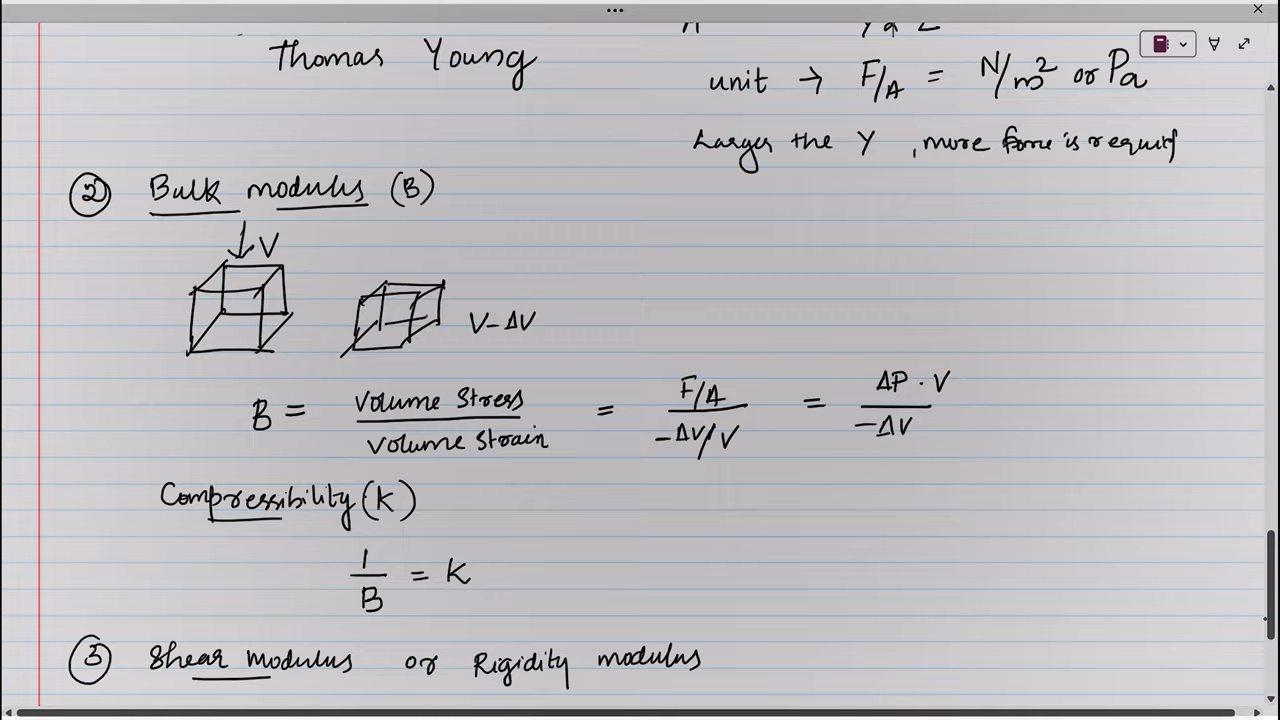 Thomas Young
unit → F/A = N/m² or Pa
Larger the Y , more force is requir
② Bulk modulus (B)
↓ V
V-ΔV
B = Volume Stress / Volume Strain = F/A / -ΔV/V = ΔP . V / -ΔV
Compressibility (K)
1/B = K
③ Shear modulus or Rigidity modulus